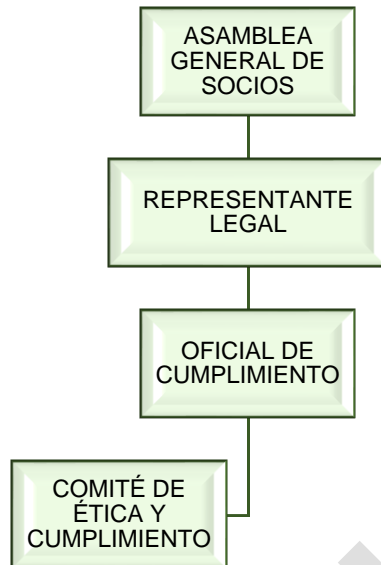 ASAMBLEA
GENERAL DE
SOCIOS
REPRESENTANTE
LEGAL
OFICIAL DE
CUMPLIMIENTO
COMITÉ DE
ÉTICA Y
CUMPLIMIENTO